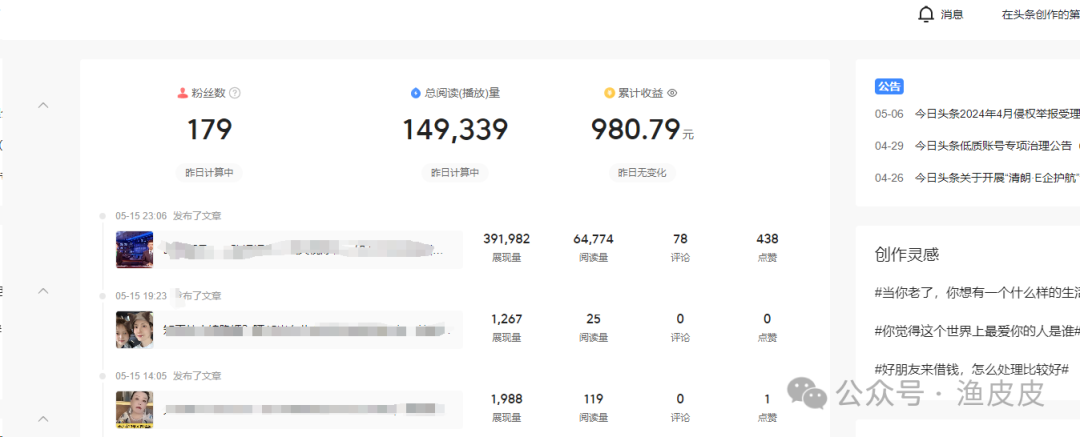 消息
在头条创作的第
粉丝数
总阅读(播放)量
累计收益
179
149,339
980.79元
昨日计算中
昨日计算中
昨日无变化
公告
05-06 今日头条2024年4月侵权举报受理
04-29 今日头条低质账号专项治理公告(
04-26 今日头条关于开展"清朗·E企护航"
05-15 23:06 发布了文章
391,982 64,774 78 438
展现量 阅读量 评论 点赞
创作灵感
#当你老了，你想有一个什么样的生活
#你觉得这个世界上最爱你的人是谁#
#好朋友来借钱，怎么处理比较好#
05-15 19:23 布了文章
1,267 25 0 0
展现量 阅读量 评论 点赞
05-15 14:05 发布了文章
1,988 119 0 1
展现量 阅读量 评论 点赞
公众号·渔皮皮